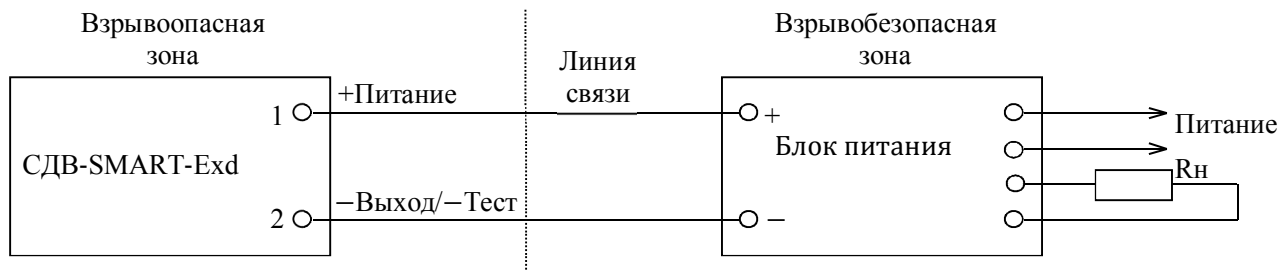 Взрывоопасная
зона
Взрывобезопасная
зона
Линия
связи
1
+Питание
+
Блок питания
Питание
СДВ-SMART-Exd
Rн
2
−Выход/−Тест
−